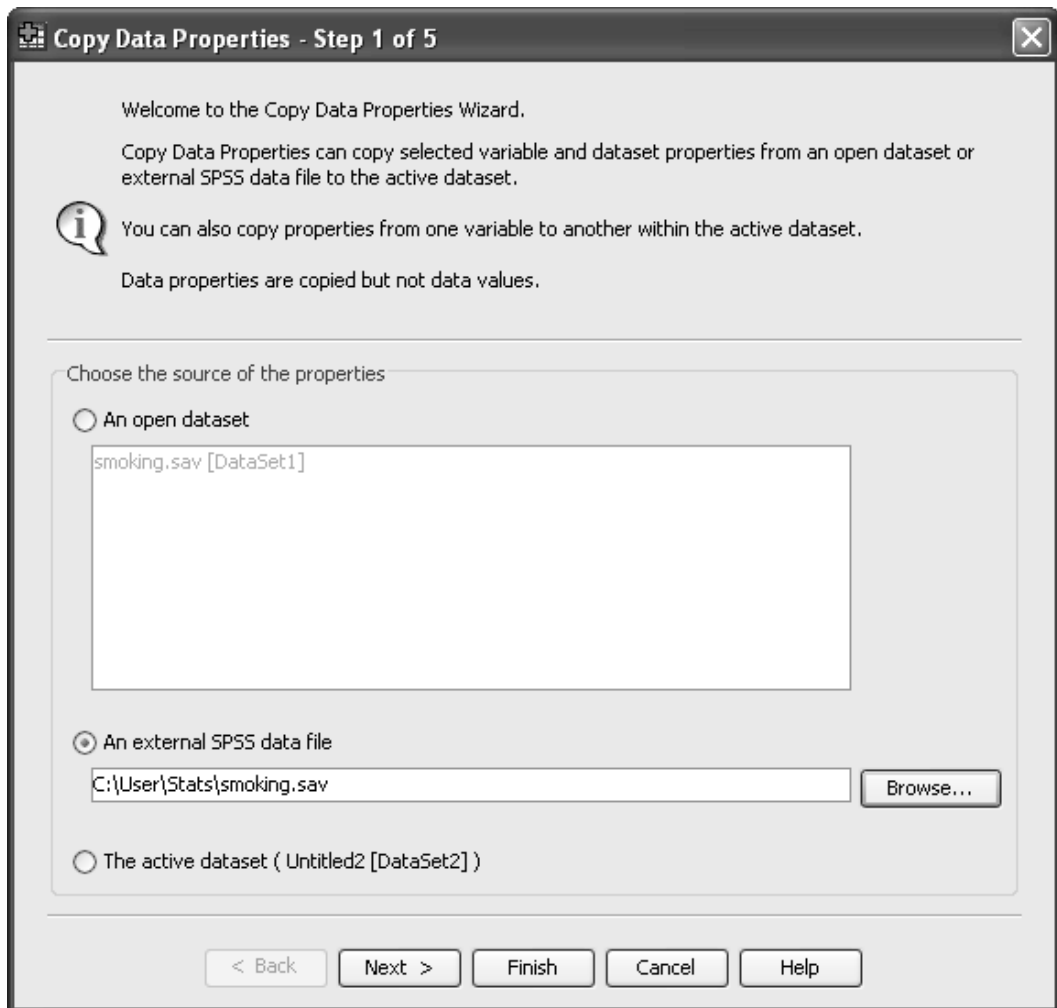 Copy Data Properties - Step 1 of 5
Welcome to the Copy Data Properties Wizard.
Copy Data Properties can copy selected variable and dataset properties from an open dataset or
external SPSS data file to the active dataset.
You can also copy properties from one variable to another within the active dataset.
Data properties are copied but not data values.
Choose the source of the properties
An open dataset
smoking.sav [DataSet1]
An external SPSS data file
C:\User\Stats\smoking.sav
Browse...
The active dataset ( Untitled2 [DataSet2] )
< Back Next > Finish Cancel Help